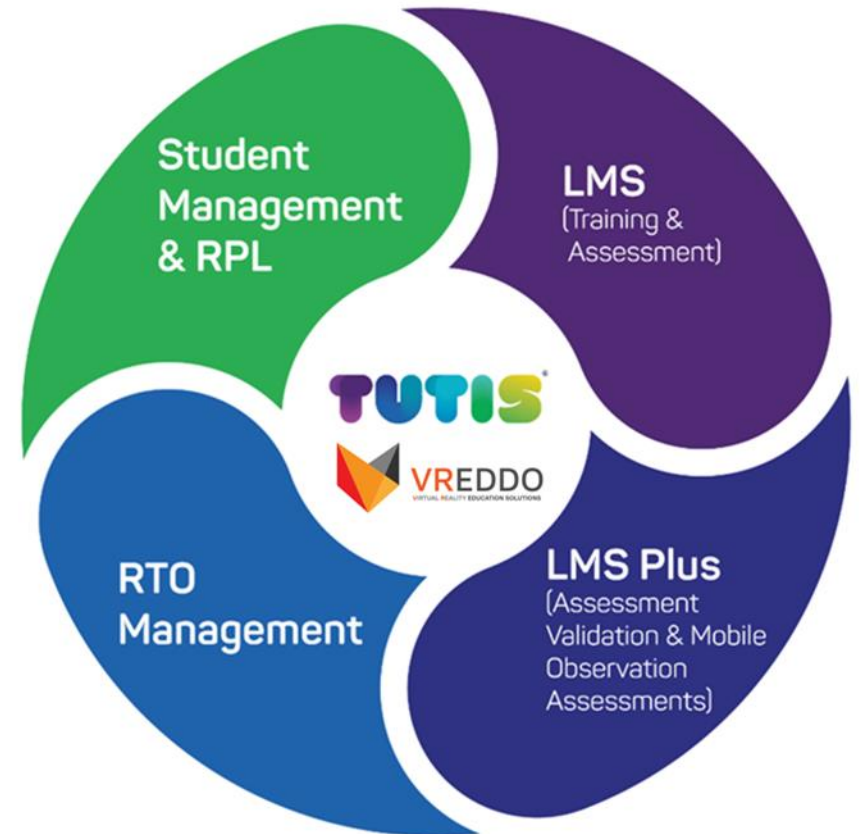 Student
Management
& RPL
LMS
(Training &
Assessment)
TUTIS®
VREDDO
VIRTUAL REALITY EDUCATION SOLUTIONS
RTO
Management
LMS Plus
(Assessment
Validation & Mobile
Observation
Assessments)